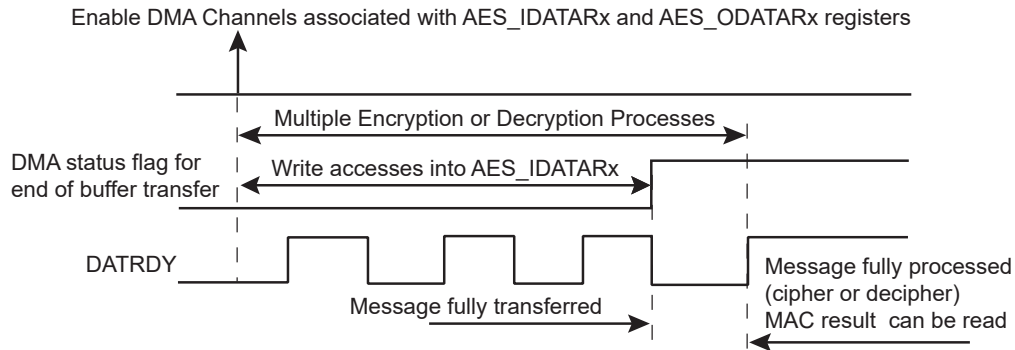 Enable DMA Channels associated with AES_IDATARx and AES_ODATARx registers
Multiple Encryption or Decryption Processes
DMA status flag for
end of buffer transfer
Write accesses into AES_IDATARx
DATRDY
Message fully transferred
Message fully processed
(cipher or decipher)
MAC result can be read